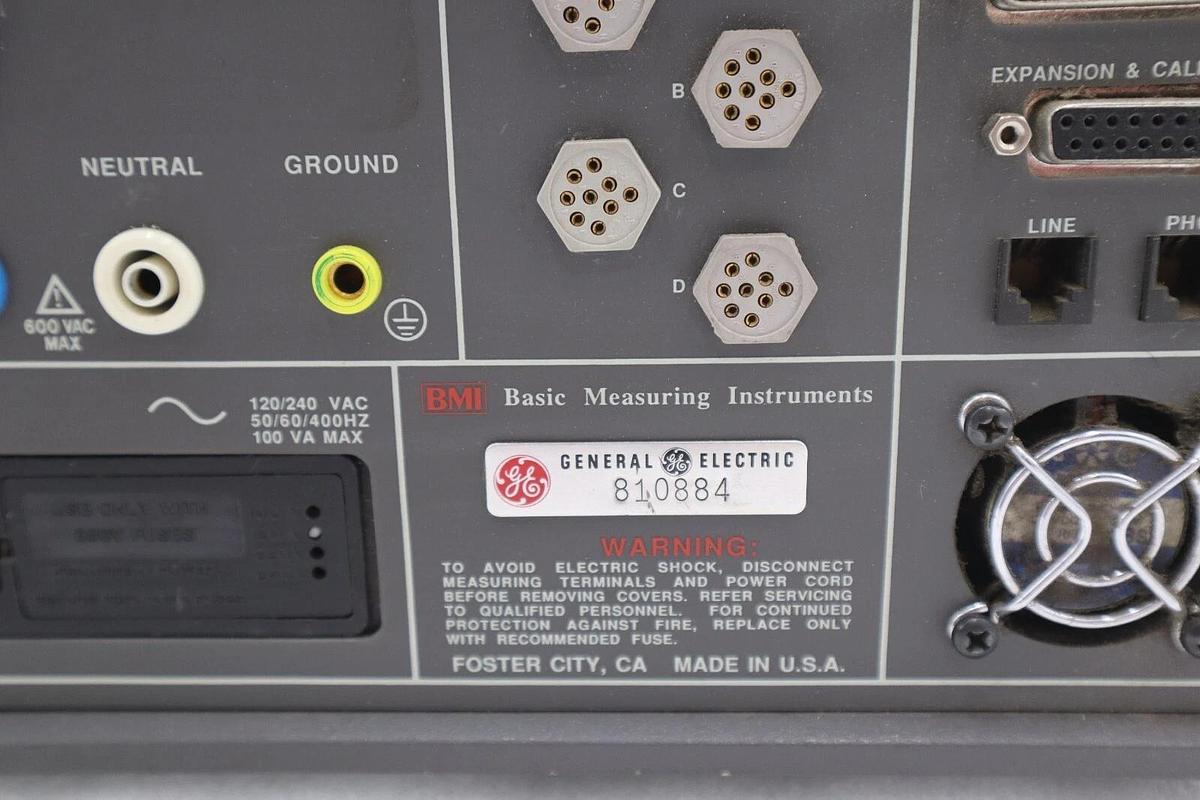 EXPANSION & CAL
B
NEUTRAL
GROUND
C
LINE
D
600 VAC
MAX
120/240 VAC
50/60/400HZ
100 VA MAX
BMI Basic Measuring Instruments
GE GENERAL GE ELECTRIC
810884
WARNING:
TO AVOID ELECTRIC SHOCK, DISCONNECT
MEASURING TERMINALS AND POWER CORD
BEFORE REMOVING COVERS. REFER SERVICING
TO QUALIFIED PERSONNEL. FOR CONTINUED
PROTECTION AGAINST FIRE, REPLACE ONLY
WITH RECOMMENDED FUSE.
FOSTER CITY, CA MADE IN U.S.A.